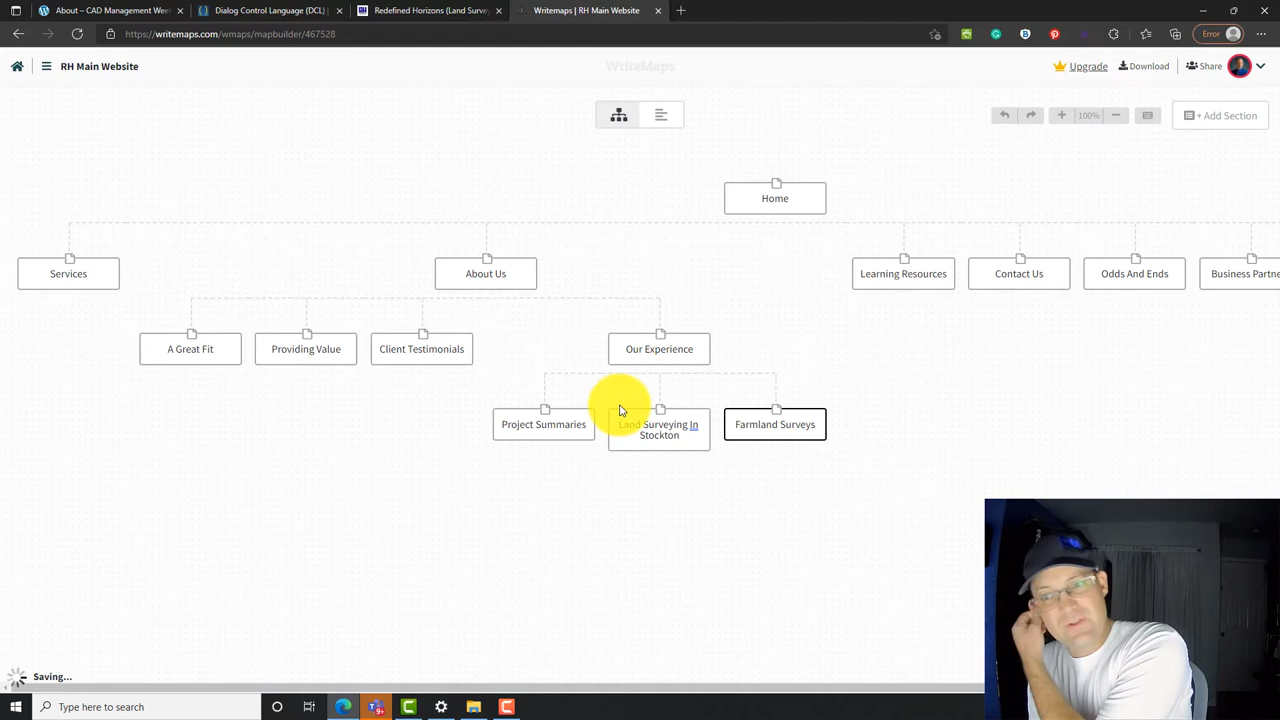 About – CAD Management Wee
Dialog Control Language (DCL)
Redefined Horizons (Land Surve
Writemaps | RH Main Website
https://writemaps.com/wmaps/mapbuilder/467528
Error
RH Main Website
WriteMaps
Upgrade
Download
Share
100%
+ Add Section
Home
Services
About Us
Learning Resources
Contact Us
Odds And Ends
Business Partne
A Great Fit
Providing Value
Client Testimonials
Our Experience
Project Summaries
Land Surveying In
Stockton
Farmland Surveys
Saving...
Type here to search
9+